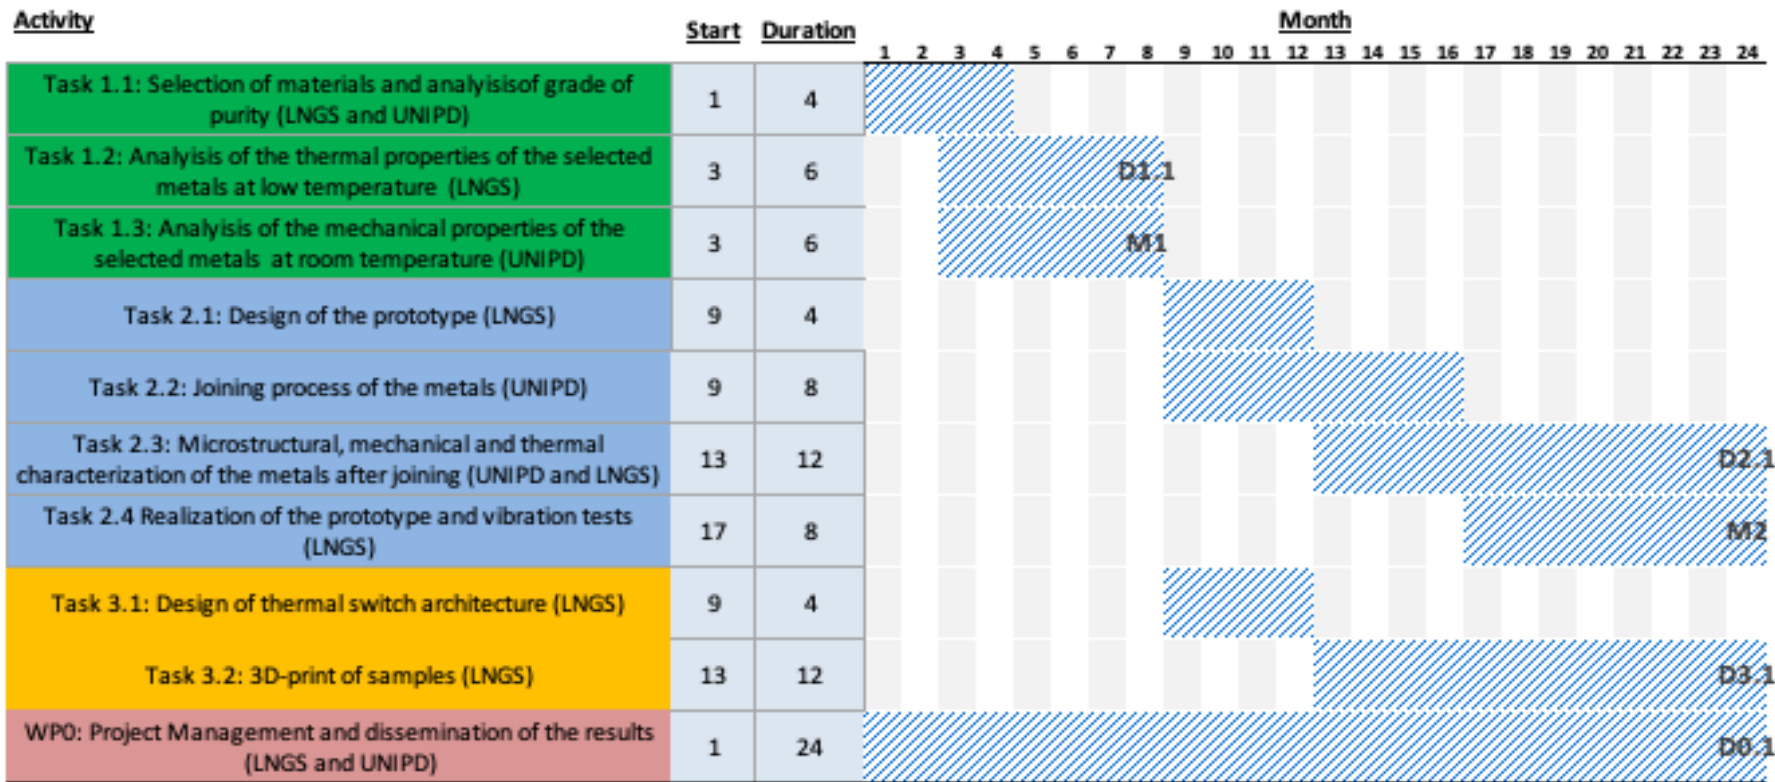 Activity Start Duration Month
1 2 3 4 5 6 7 8 9 10 11 12 13 14 15 16 17 18 19 20 21 22 23 24
Task 1.1: Selection of materials and analyisisof grade of
purity (LNGS and UNIPD)
1 4
Task 1.2: Analyisis of the thermal properties of the selected
metals at low temperature (LNGS)
3 6 D1.1
Task 1.3: Analyisis of the mechanical properties of the
selected metals at room temperature (UNIPD)
3 6 M1
Task 2.1: Design of the prototype (LNGS) 9 4
Task 2.2: Joining process of the metals (UNIPD) 9 8
Task 2.3: Microstructural, mechanical and thermal
characterization of the metals after joining (UNIPD and LNGS)
13 12 D2.1
Task 2.4 Realization of the prototype and vibration tests
(LNGS)
17 8 M2
Task 3.1: Design of thermal switch architecture (LNGS) 9 4
Task 3.2: 3D-print of samples (LNGS) 13 12 D3.1
WP0: Project Management and dissemination of the results
(LNGS and UNIPD)
1 24 D0.1